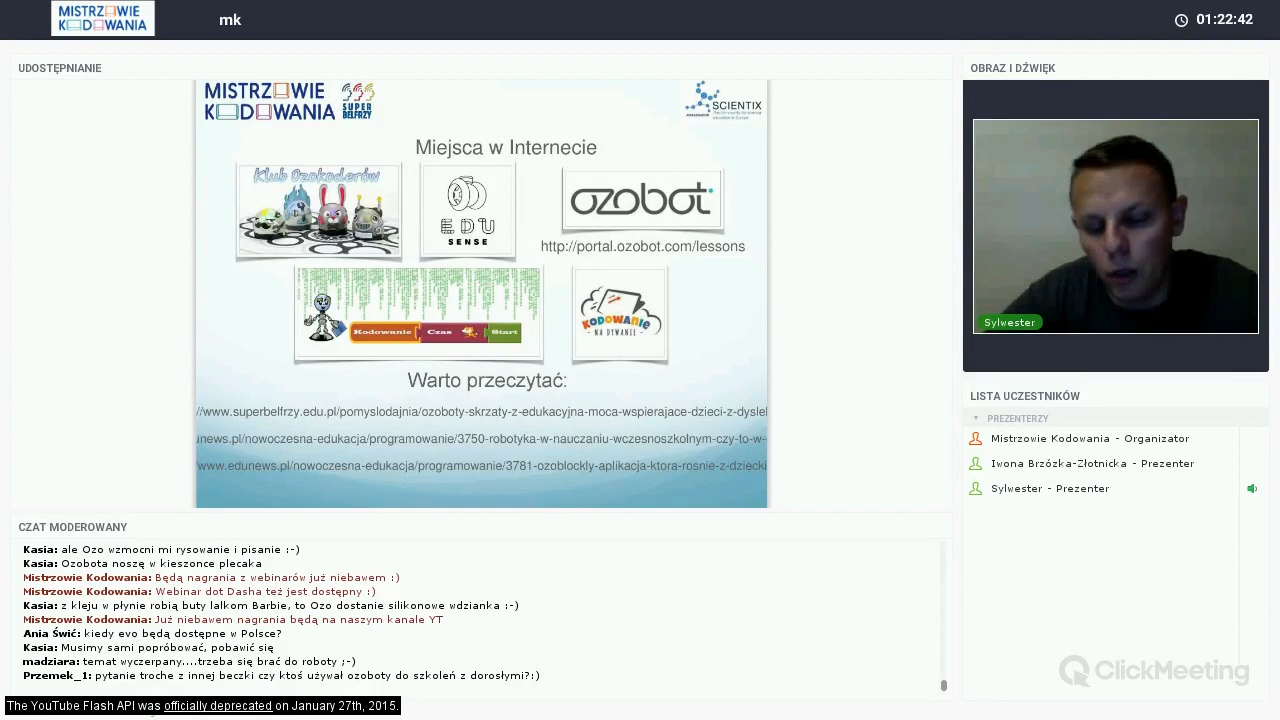 MISTRZOWIE
KODOWANIA
mk
01:22:42
UDOSTĘPNIANIE
MISTRZOWIE
KODOWANIA
SUPER
BELFRZY
SCIENTIX
Miejsca w Internecie
Klub Ozokoderów
EDU
SENSE
ozobot
http://portal.ozobot.com/lessons
Kodowanie Czas Start
KODOWANIE
- NA DYWANIE -
Warto przeczytać:
//www.superbelfrzy.edu.pl/pomyslodajnia/ozoboty-skrzaty-z-edukacyjna-moca-wspierajace-dzieci-z-dyslel
unews.pl/nowoczesna-edukacja/programowanie/3750-robotyka-w-nauczaniu-wczesnoszkolnym-czy-to-w-
/www.edunews.pl/nowoczesna-edukacja/programowanie/3781-ozoblockly-aplikacja-ktora-rosnie-z-dziecki
OBRAZ I DŹWIĘK
Sylwester
LISTA UCZESTNIKÓW
PREZENTERZY
Mistrzowie Kodowania - Organizator
Iwona Brzózka-Złotnicka - Prezenter
Sylwester - Prezenter
CZAT MODEROWANY
Kasia: ale Ozo wzmocni mi rysowanie i pisanie :-)
Kasia: Ozobota noszę w kieszonce plecaka
Mistrzowie Kodowania: Będą nagrania z webinarów już niebawem :)
Mistrzowie Kodowania: Webinar dot Dasha też jest dostępny :)
Kasia: z kleju w płynie robią buty lalkom Barbie, to Ozo dostanie silikonowe wdzianka :-)
Mistrzowie Kodowania: Już niebawem nagrania będą na naszym kanale YT
Ania Świć: kiedy evo będą dostępne w Polsce?
Kasia: Musimy sami popróbować, pobawić się
madziara: temat wyczerpany....trzeba się brać do roboty ;-)
Przemek_1: pytanie troche z innej beczki czy ktoś używał ozoboty do szkoleń z dorosłymi?:)
ClickMeeting
The YouTube Flash API was officially deprecated on January 27th, 2015.